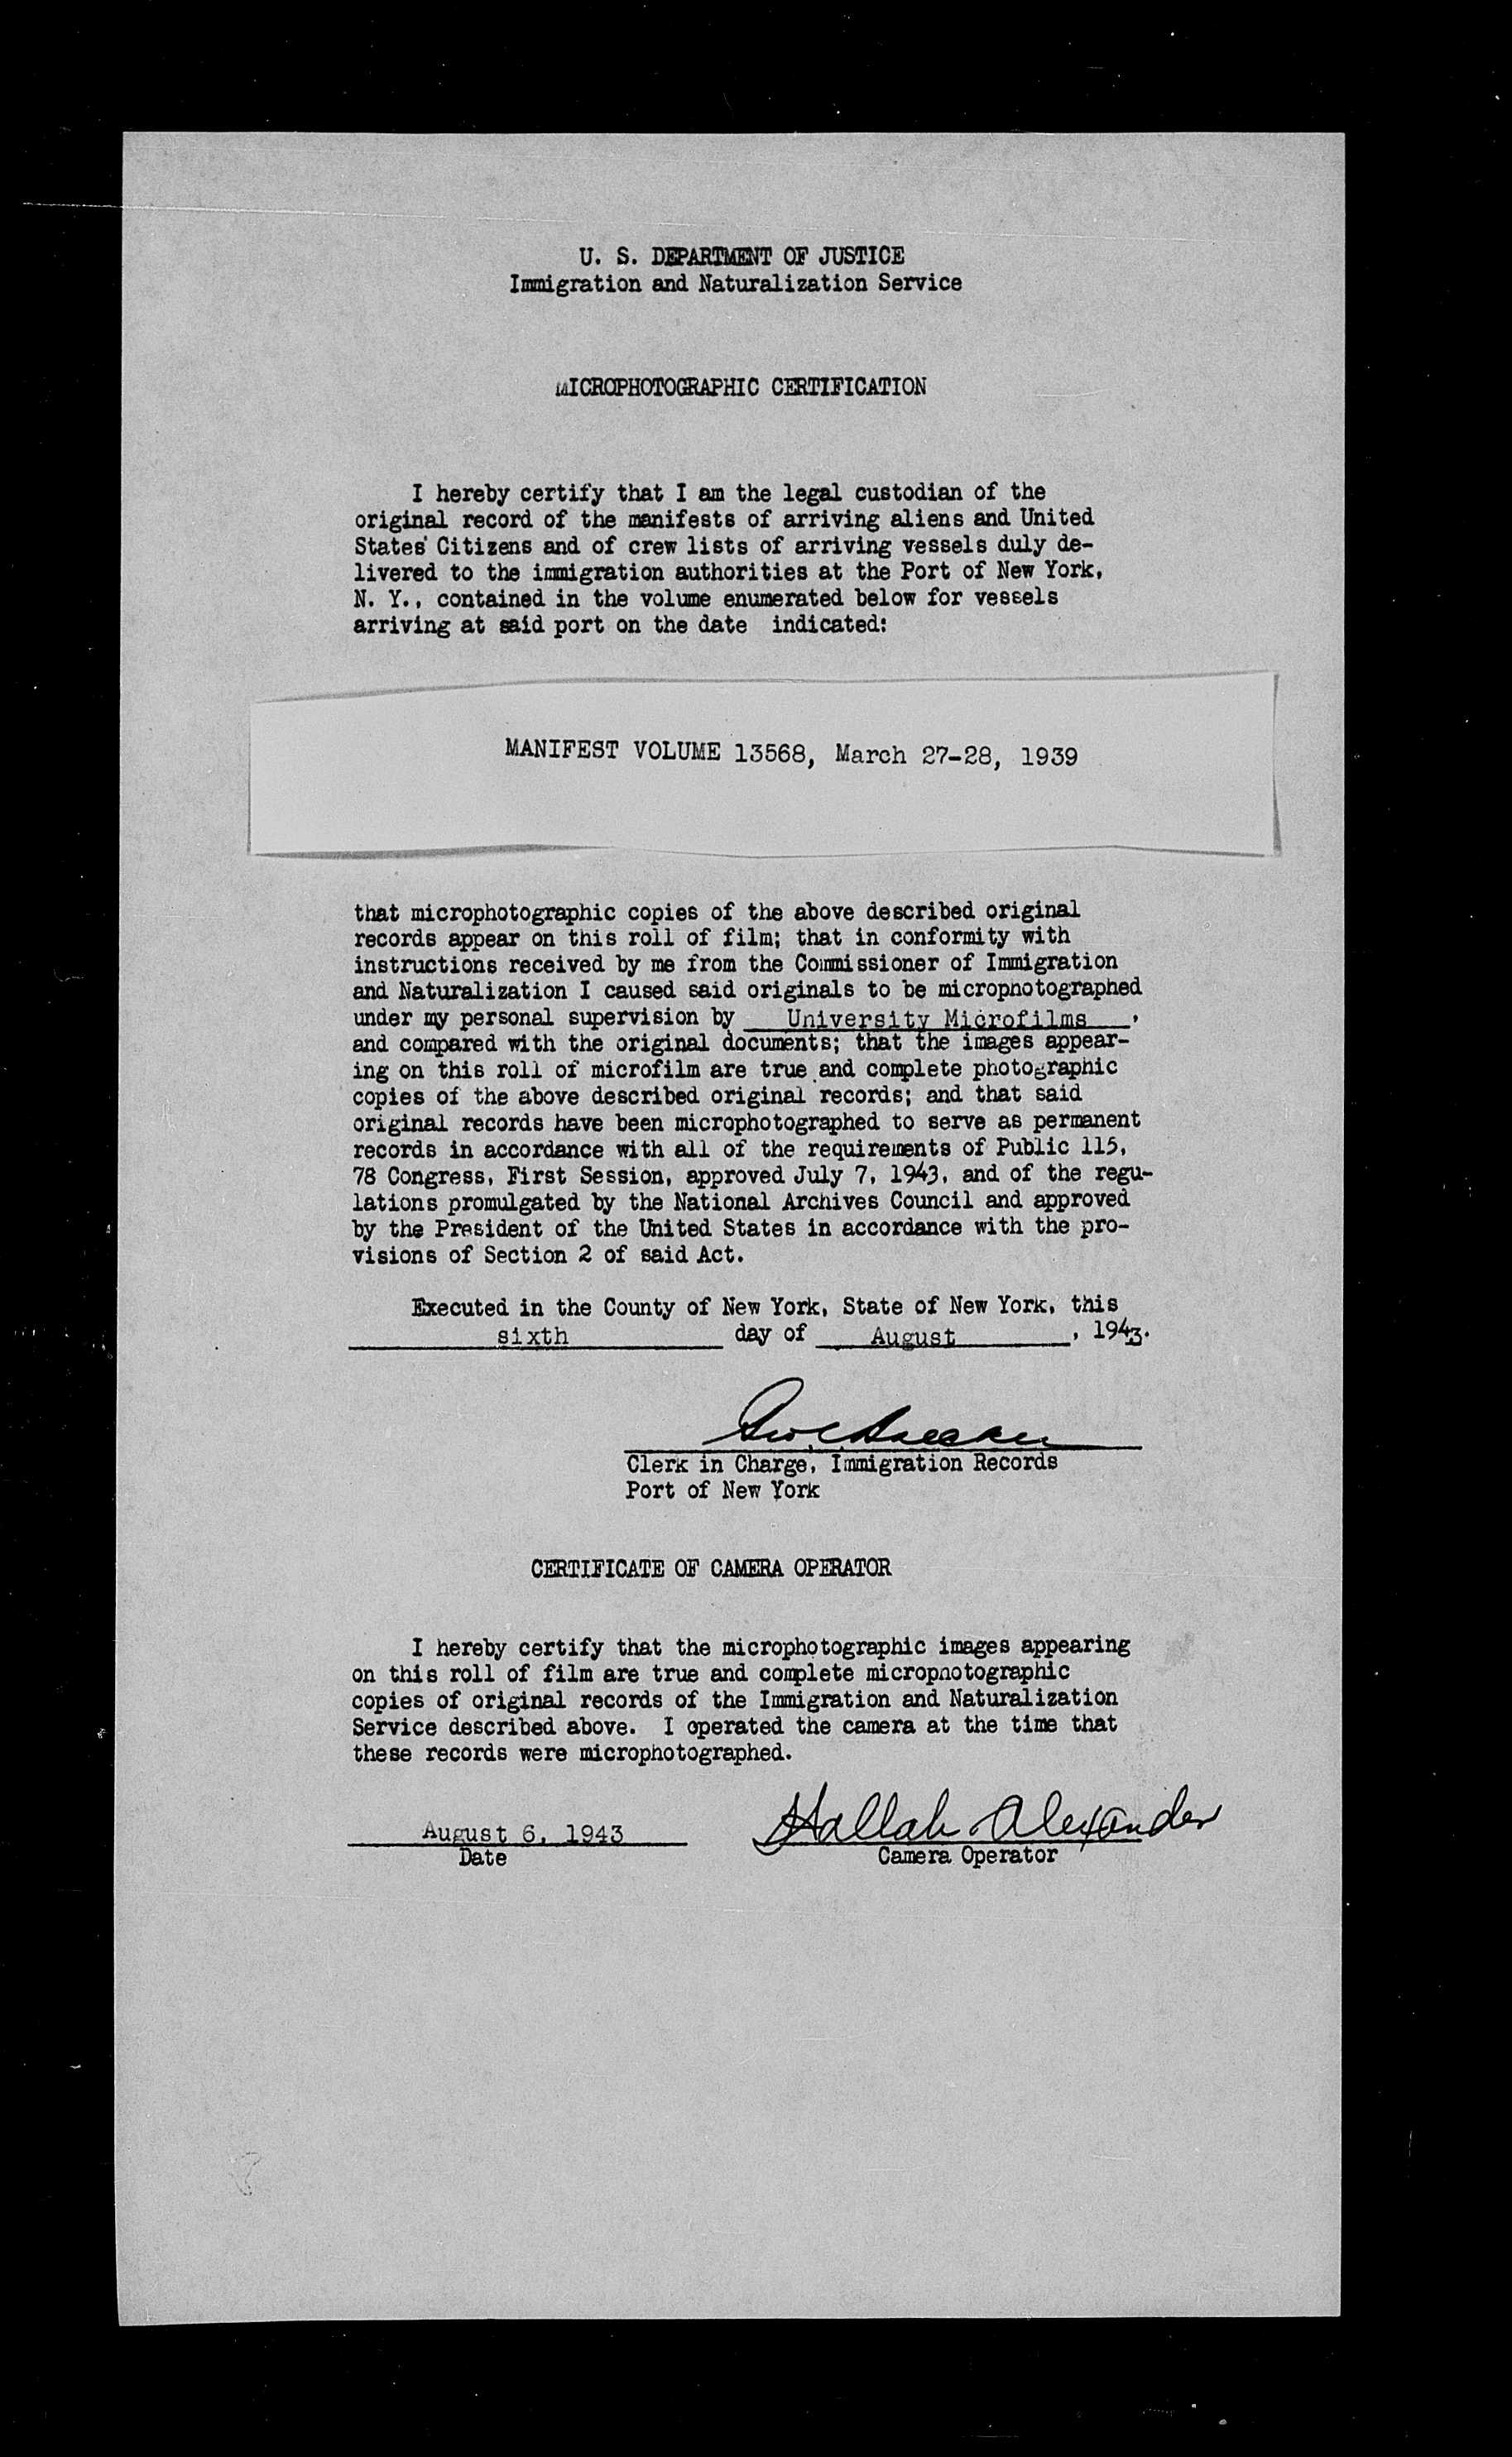 U. S. DEPARTMENT OF JUSTICE
Immigration and Naturalization Service
MICROPHOTOGRAPHIC CERTIFICATION
I hereby certify that I am the legal custodian of the
original record of the manifests of arriving aliens and United
States' Citizens and of crew lists of arriving vessels duly de-
livered to the immigration authorities at the Port of New York,
N. Y., contained in the volume enumerated below for vessels
arriving at said port on the date indicated:
MANIFEST VOLUME 13568, March 27-28, 1939
that microphotographic copies of the above described original
records appear on this roll of film; that in conformity with
instructions received by me from the Commissioner of Immigration
and Naturalization I caused said originals to be microphotographed
under my personal supervision by University Microfilms ,
and compared with the original documents; that the images appear-
ing on this roll of microfilm are true and complete photographic
copies of the above described original records; and that said
original records have been microphotographed to serve as permanent
records in accordance with all of the requirements of Public 115,
78 Congress, First Session, approved July 7, 1943, and of the regu-
lations promulgated by the National Archives Council and approved
by the President of the United States in accordance with the pro-
visions of Section 2 of said Act.
Executed in the County of New York, State of New York, this
sixth day of August , 1943.
Clerk in Charge, Immigration Records
Port of New York
CERTIFICATE OF CAMERA OPERATOR
I hereby certify that the microphotographic images appearing
on this roll of film are true and complete microphotographic
copies of original records of the Immigration and Naturalization
Service described above. I operated the camera at the time that
these records were microphotographed.
August 6, 1943 Hallah Alexander
Date Camera Operator